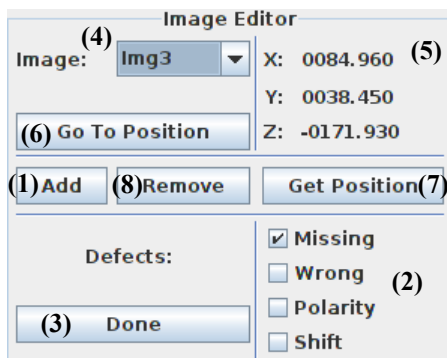 Image Editor
(4)
Image: Img3
X: 0084.960 (5)
Y: 0038.450
Z: -0171.930
(6) Go To Position
(1) Add (8) Remove Get Position (7)
Defects:
Missing
Wrong
Polarity
Shift
(2)
(3) Done